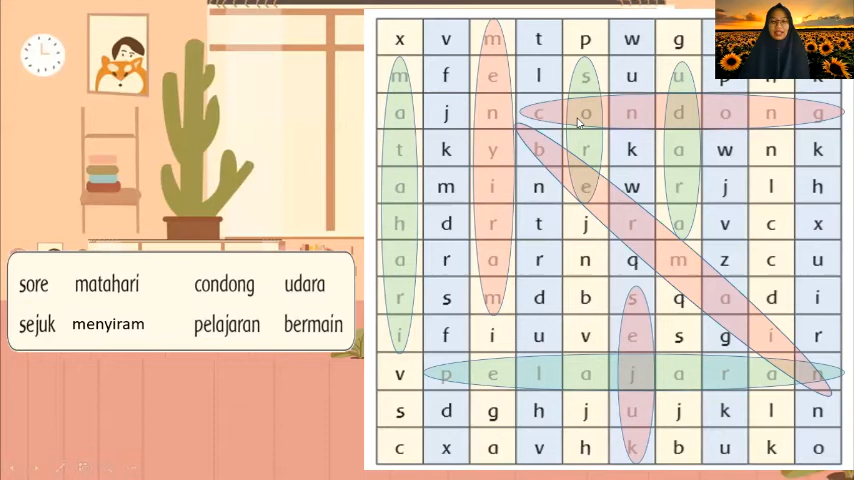 x v m t p w g
m f e l s u u
a j n c o n d o n g
t k y b r k a w n k
a m i n e w r j l h
h d r t j r a v c x
a r a r n q m z c u
r s m d b s q a d i
i f i u v e s g i r
v p e l a j a r a n
s d g h j u j k l n
c x a v h k b u k o
sore matahari condong udara
sejuk menyiram pelajaran bermain